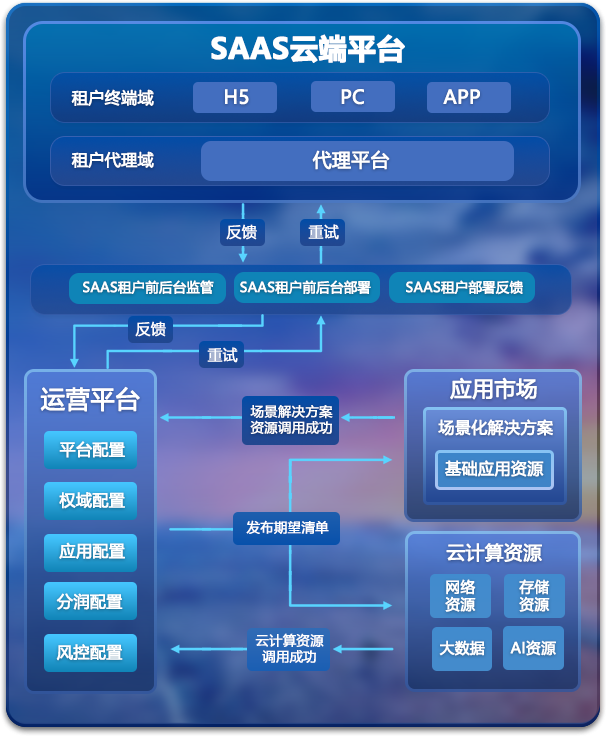 SAAS云端平台
租户终端域
H5
PC
APP
租户代理域
代理平台
反馈
重试
SAAS租户前后台监管
SAAS租户前后台部署
SAAS租户部署反馈
反馈
重试
运营平台
平台配置
权域配置
应用配置
分润配置
风控配置
场景解决方案
资源调用成功
发布期望清单
云计算资源
调用成功
应用市场
场景化解决方案
基础应用资源
云计算资源
网络
资源
存储
资源
大数据
AI资源